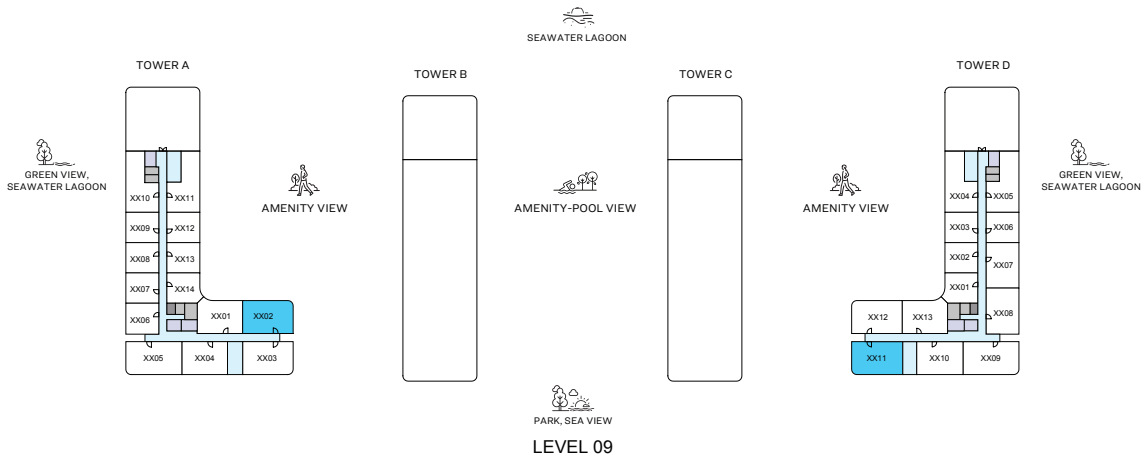 SEAWATER LAGOON
TOWER A
TOWER B
TOWER C
TOWER D
GREEN VIEW,
SEAWATER LAGOON
AMENITY VIEW
AMENITY-POOL VIEW
AMENITY VIEW
GREEN VIEW,
SEAWATER LAGOON
XX10
XX11
XX09
XX12
XX08
XX13
XX07
XX14
XX06
XX01
XX02
XX05
XX04
XX03
XX04
XX05
XX03
XX06
XX02
XX07
XX01
XX08
XX12
XX13
XX11
XX10
XX09
PARK, SEA VIEW
LEVEL 09